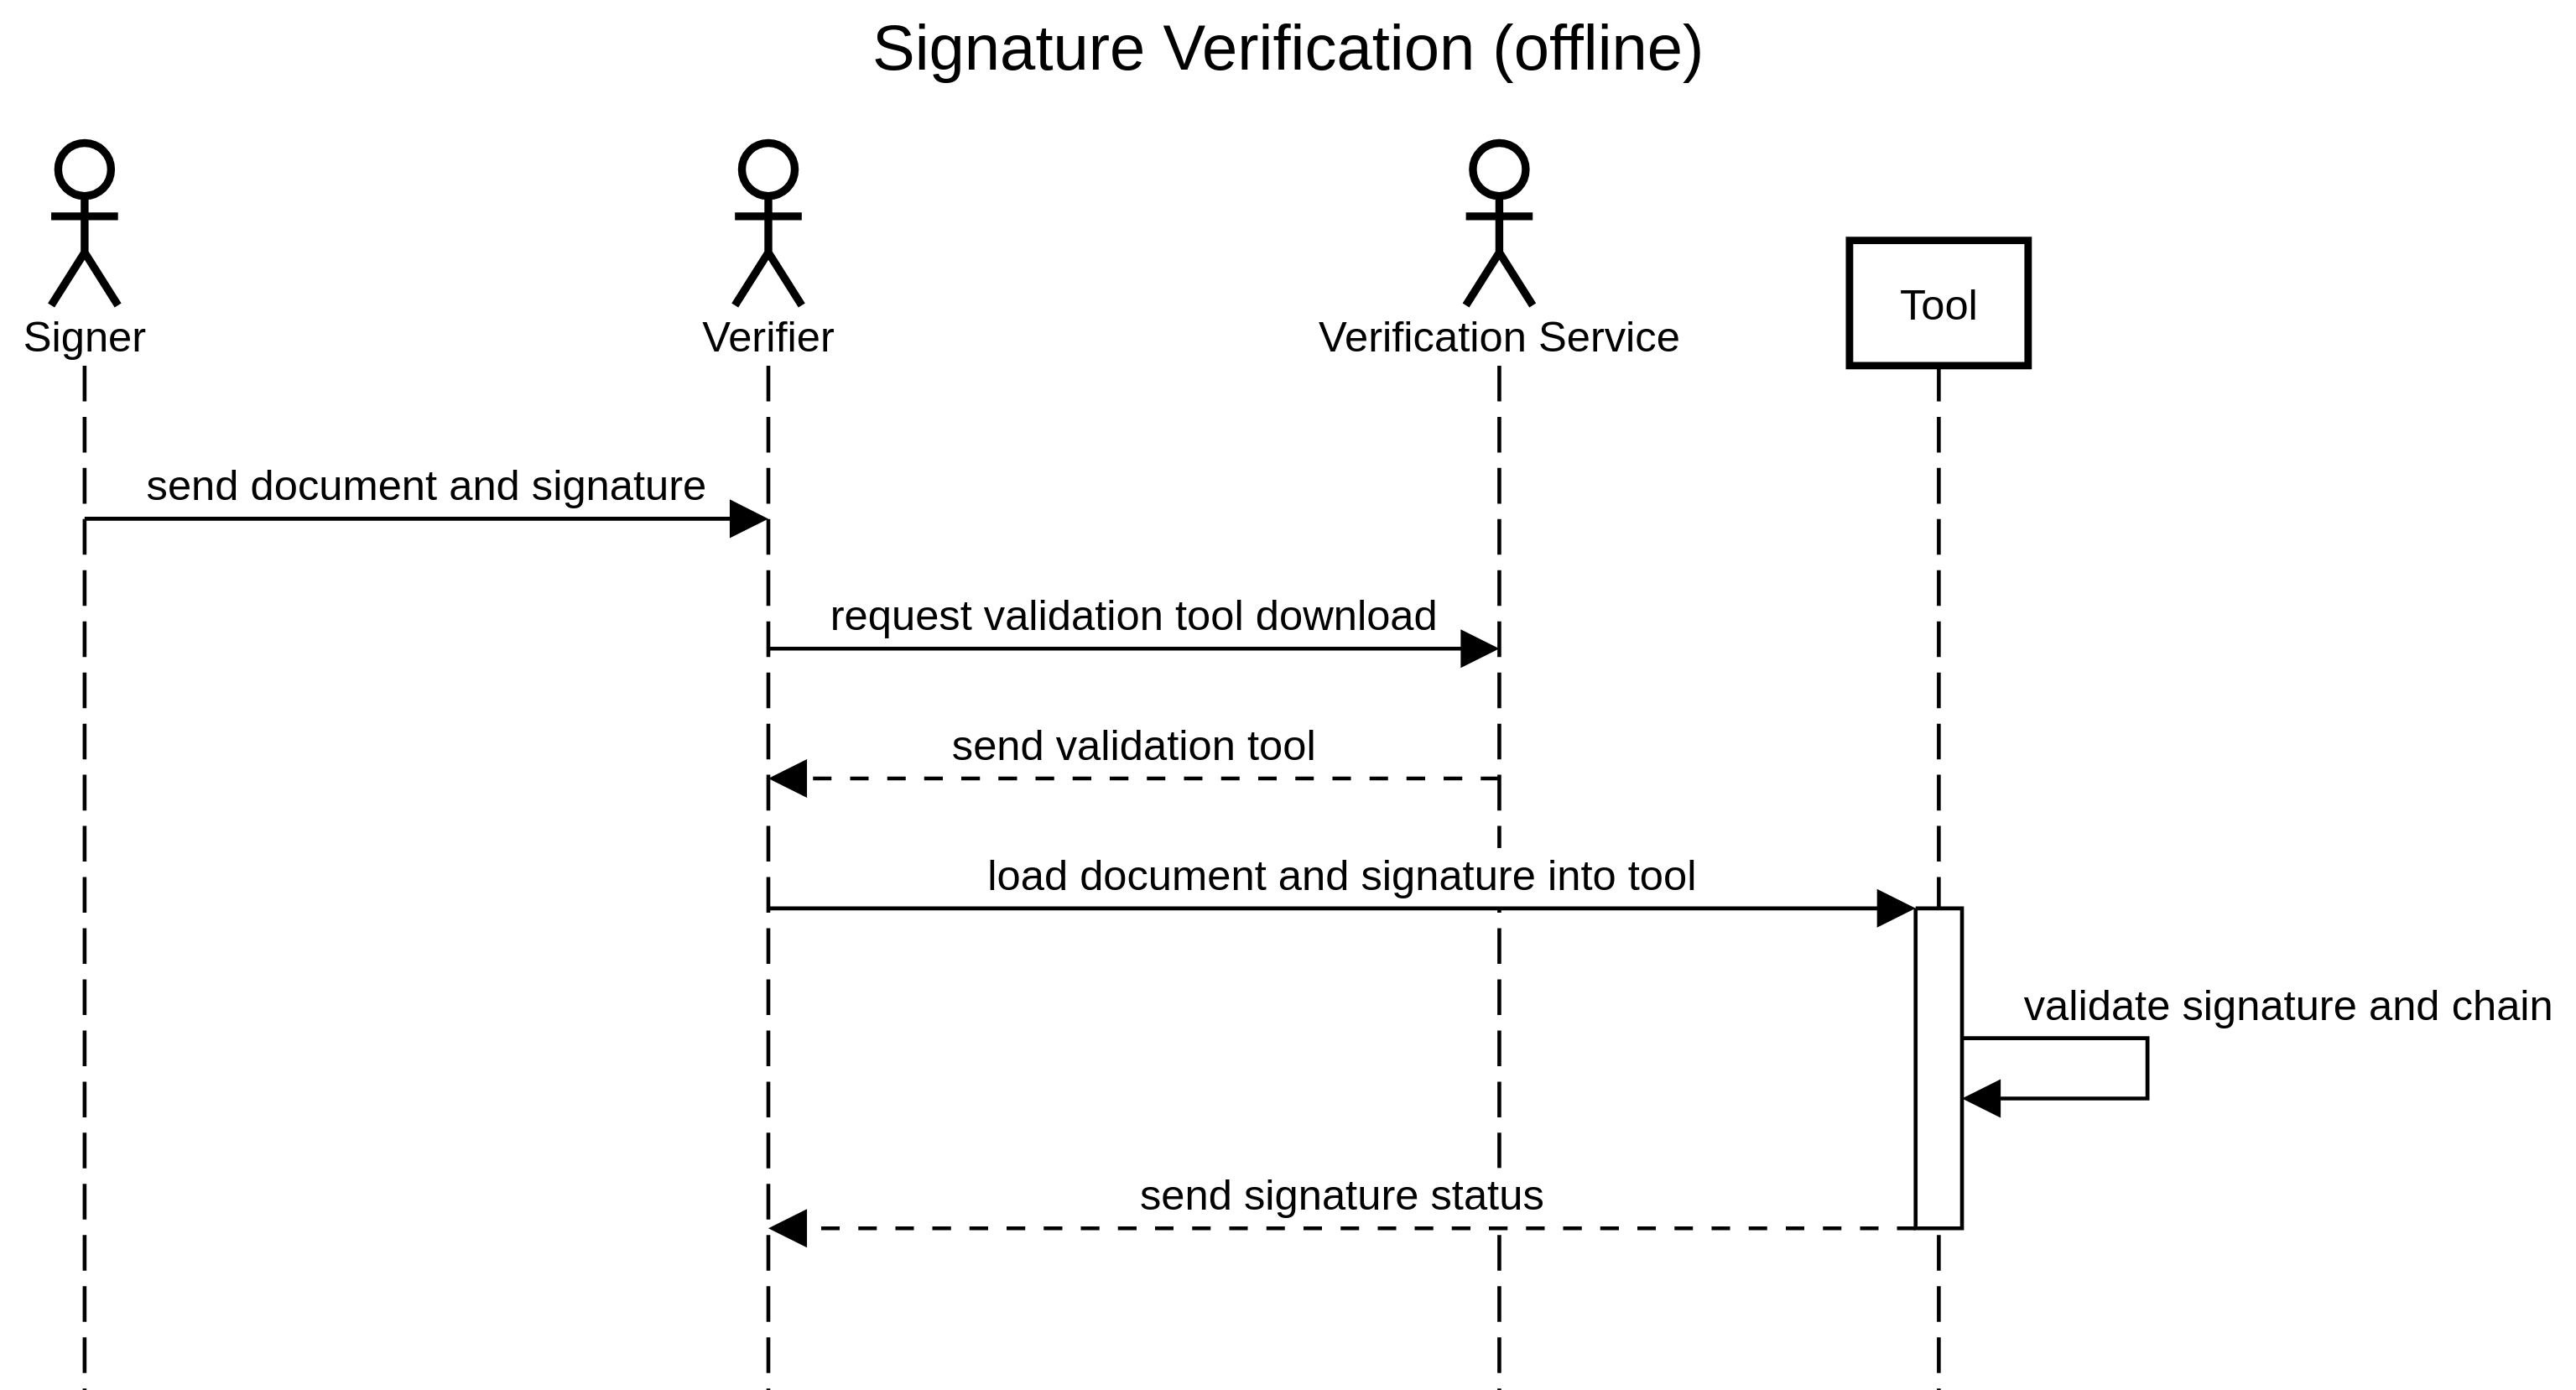 Signature Verification (offline)
Signer
Verifier
Verification Service
Tool
send document and signature
request validation tool download
send validation tool
load document and signature into tool
validate signature and chain
send signature status